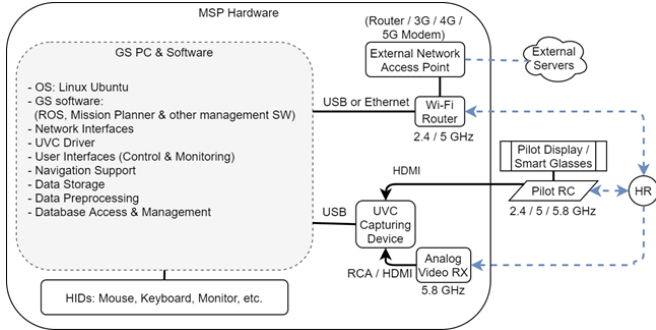 MSP Hardware
GS PC & Software
- OS: Linux Ubuntu
- GS software:
(ROS, Mission Planner & other management SW)
- Network Interfaces
- UVC Driver
- User Interfaces (Control & Monitoring)
- Navigation Support
- Data Storage
- Data Preprocessing
- Database Access & Management
HIDs: Mouse, Keyboard, Monitor, etc.
(Router / 3G / 4G /
5G Modem)
External Network
Access Point
External
Servers
USB or Ethernet
Wi-Fi
Router
2.4 / 5 GHz
Pilot Display /
Smart Glasses
HDMI
Pilot RC
HR
2.4 / 5 / 5.8 GHz
USB
UVC
Capturing
Device
RCA / HDMI
Analog
Video RX
5.8 GHz